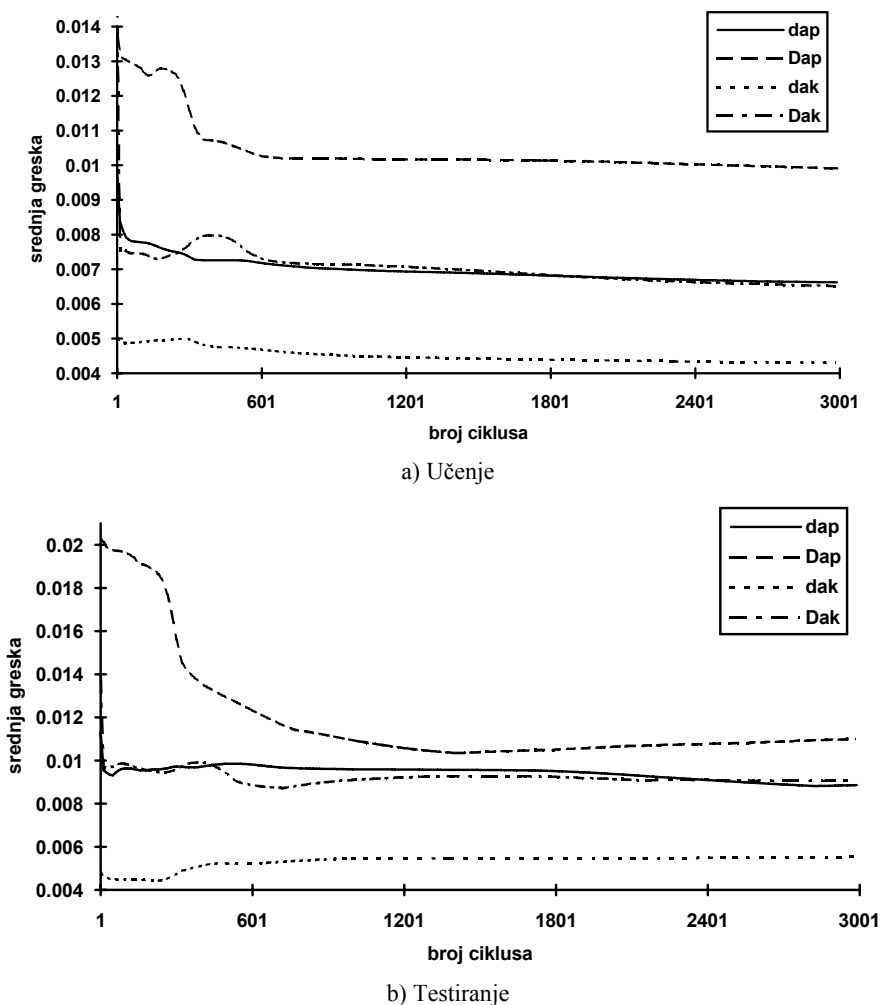 srednja greska
0.014
0.013
0.012
0.011
0.01
0.009
0.008
0.007
0.006
0.005
0.004
1
601
1201
1801
2401
3001
broj ciklusa
dap
Dap
dak
Dak
a) Učenje
srednja greska
0.02
0.018
0.016
0.014
0.012
0.01
0.008
0.006
0.004
1
601
1201
1801
2401
3001
broj ciklusa
dap
Dap
dak
Dak
b) Testiranje